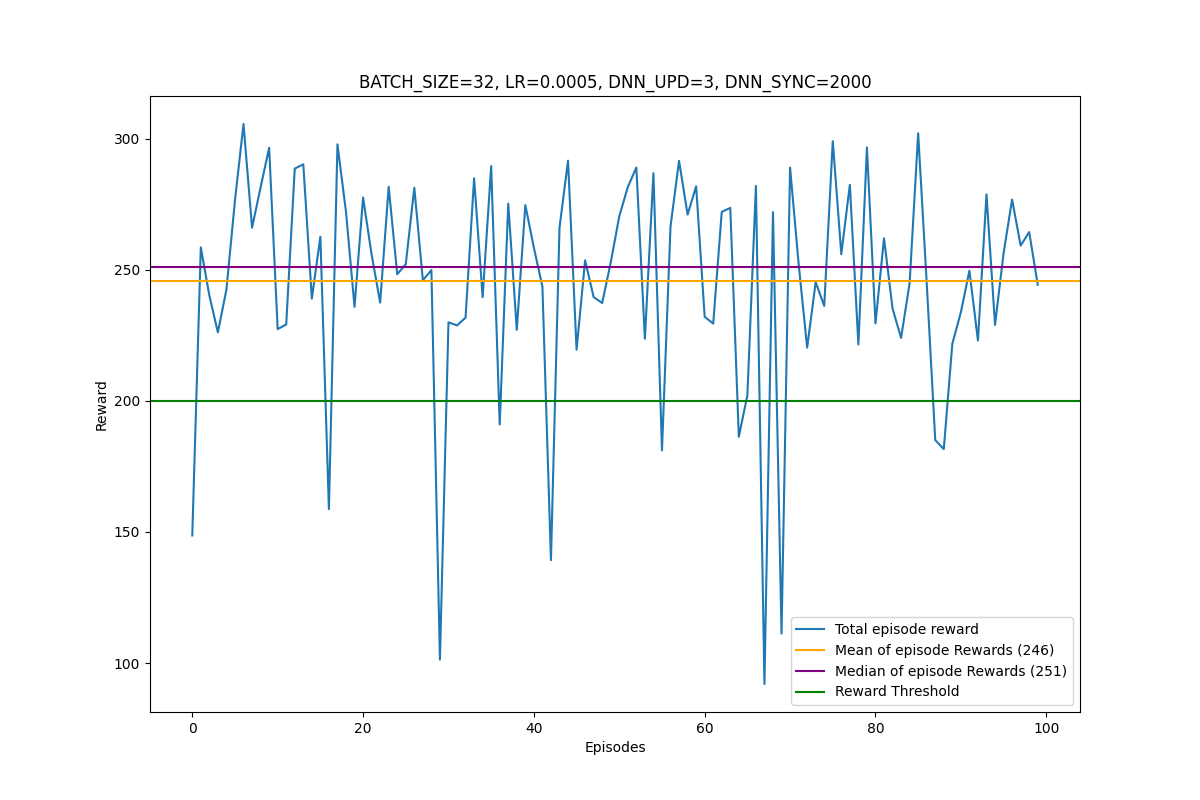 BATCH_SIZE=32, LR=0.0005, DNN_UPD=3, DNN_SYNC=2000
300
250
200
150
100
Reward
Total episode reward
Mean of episode Rewards (246)
Median of episode Rewards (251)
Reward Threshold
0 20 40 60 80 100
Episodes